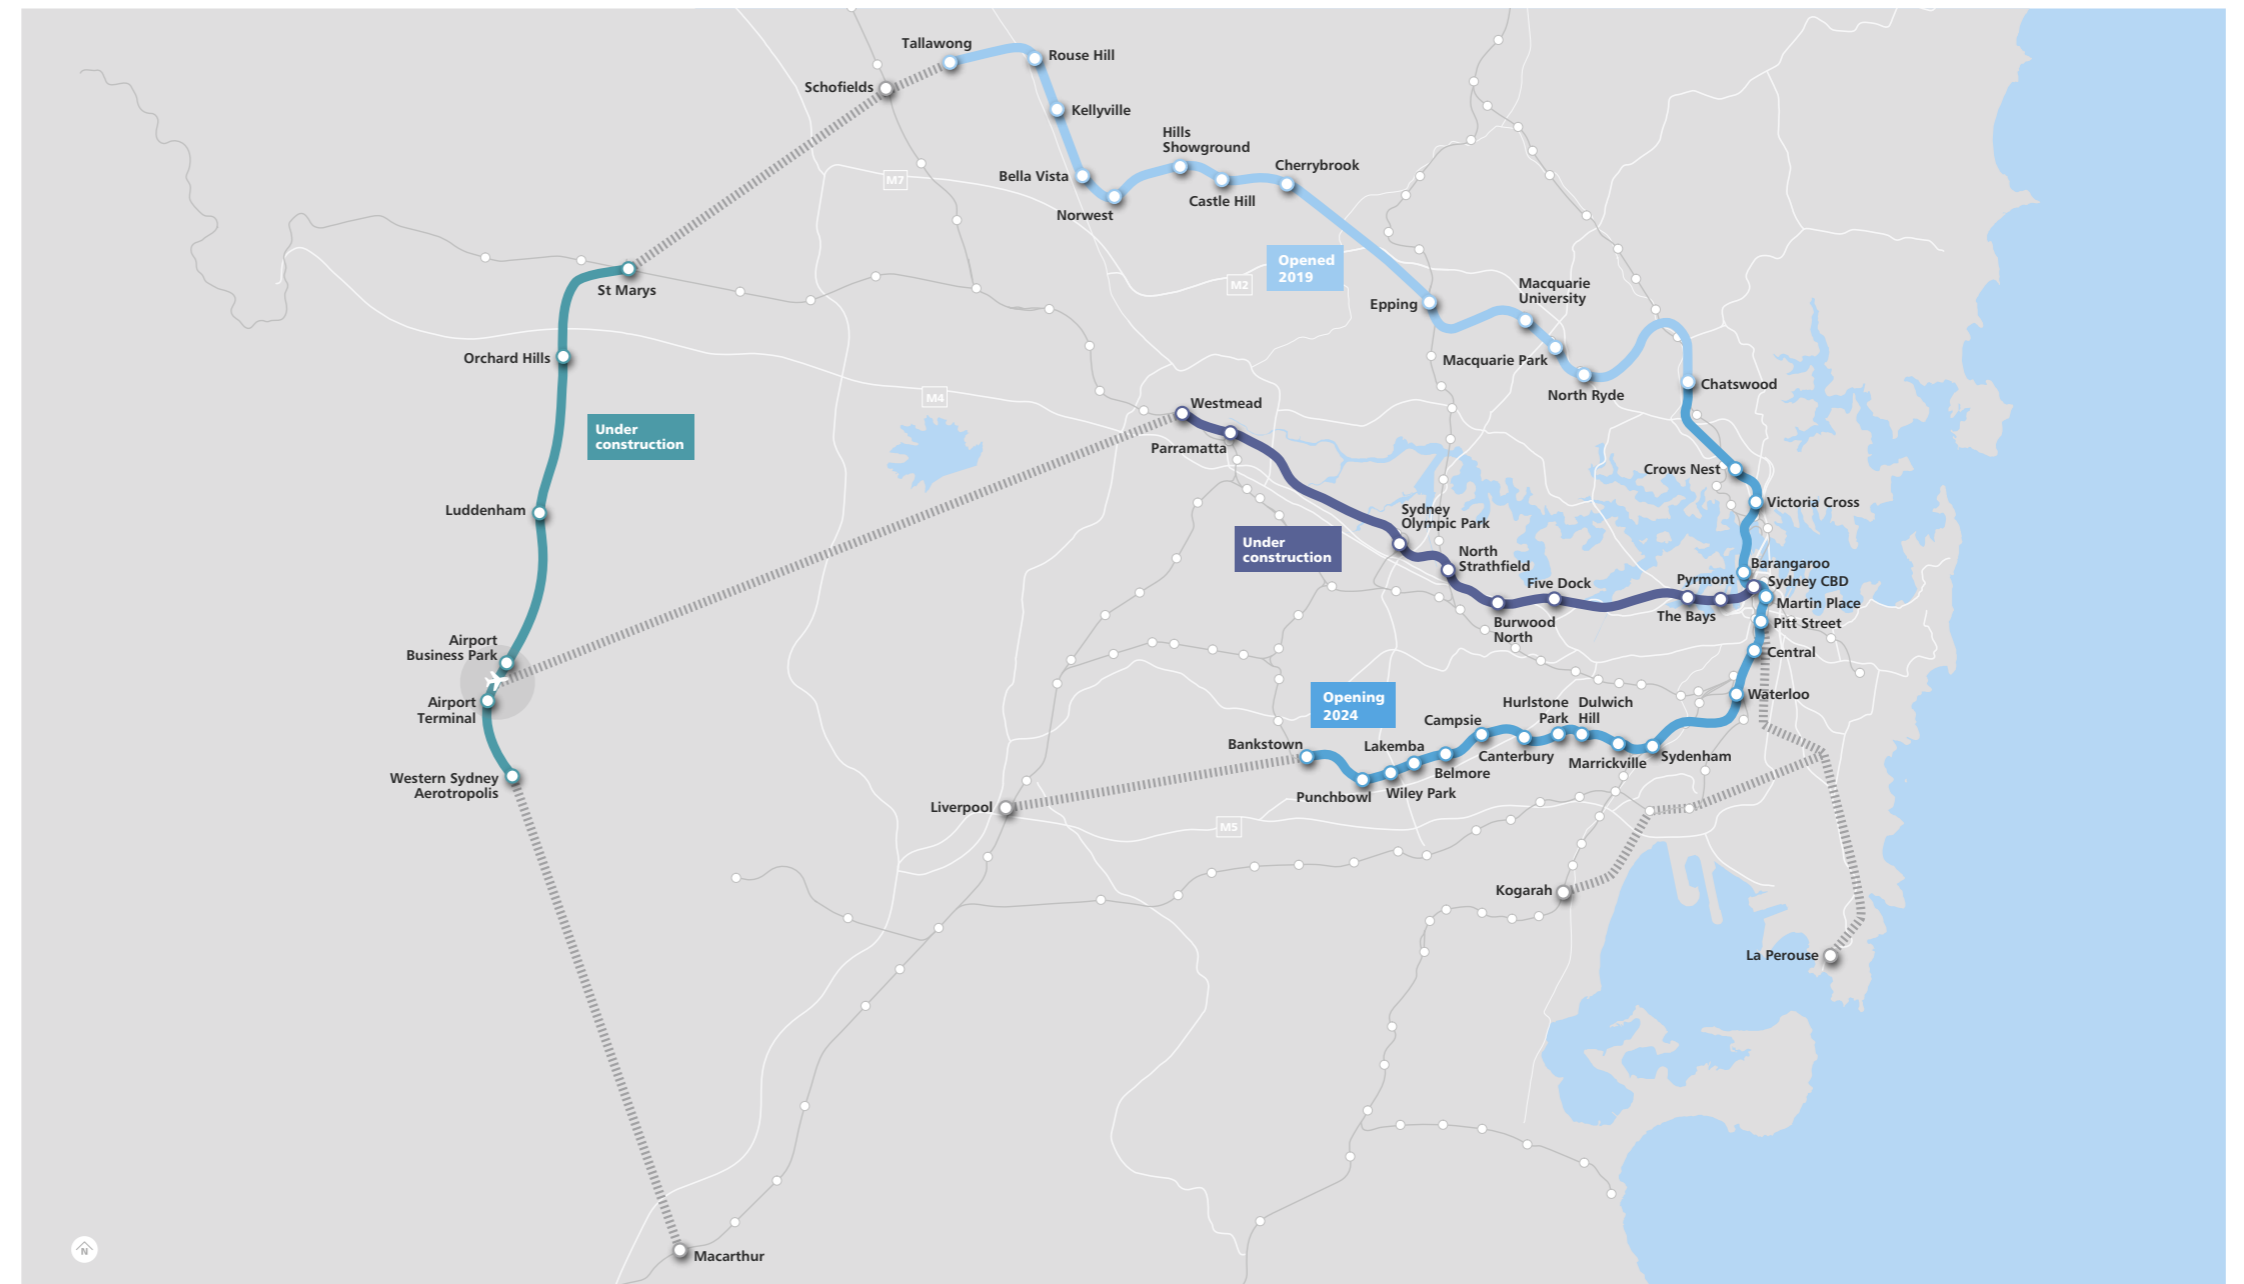 Tallawong
Rouse Hill
Schofields
Kellyville
Hills
Showground
Cherrybrook
Bella Vista
M7
Castle Hill
Norwest
Opened
2019
St Marys
M2
Macquarie
University
Epping
Orchard Hills
Macquarie Park
Chatswood
North Ryde
M4
Westmead
Under
construction
Parramatta
Crows Nest
Luddenham
Victoria Cross
Sydney
Olympic Park
Under
construction
North
Strathfield
Barangaroo
Five Dock
Pyrmont
Sydney CBD
Martin Place
The Bays
Burwood
North
Pitt Street
Airport
Business Park
Central
Airport
Terminal
Opening
2024
Hurlstone
Park
Dulwich
Hill
Waterloo
Campsie
Bankstown
Lakemba
Canterbury
Sydenham
Marrickville
Belmore
Western Sydney
Aerotropolis
Punchbowl
Wiley Park
Liverpool
M5
Kogarah
La Perouse
N
Macarthur